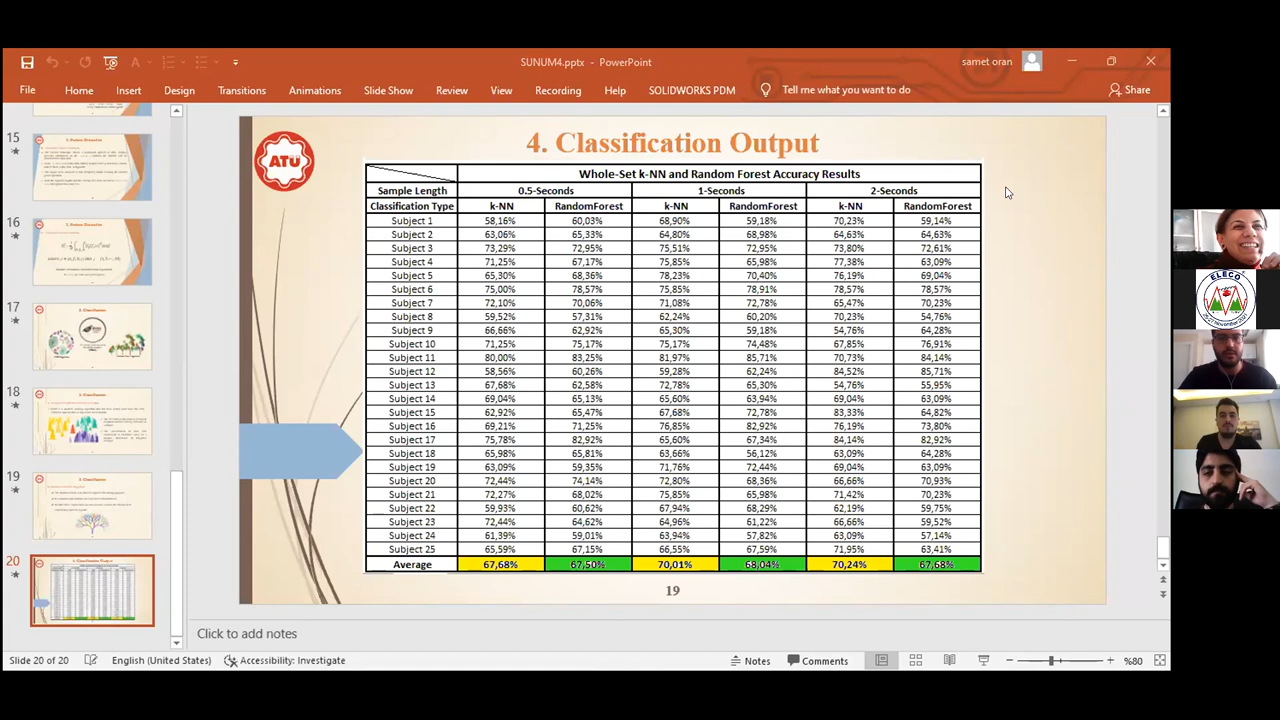 SUNUM4.pptx - PowerPoint
samet oran
File Home Insert Design Transitions Animations Slide Show Review View Recording Help SOLIDWORKS PDM Tell me what you want to do Share
15
16
17
18
19
20
ATU
4. Classification Output
Whole-Set k-NN and Random Forest Accuracy Results
Sample Length 0.5-Seconds 1-Seconds 2-Seconds
Classification Type k-NN RandomForest k-NN RandomForest k-NN RandomForest
Subject 1 58,16% 60,03% 68,90% 59,18% 70,23% 59,14%
Subject 2 63,06% 65,33% 64,80% 68,98% 64,63% 64,63%
Subject 3 73,29% 72,95% 75,51% 72,95% 73,80% 72,61%
Subject 4 71,25% 67,17% 75,85% 65,98% 77,38% 63,09%
Subject 5 65,30% 68,36% 78,23% 70,40% 76,19% 69,04%
Subject 6 75,00% 78,57% 75,85% 78,91% 78,57% 78,57%
Subject 7 72,10% 70,06% 71,08% 72,78% 65,47% 70,23%
Subject 8 59,52% 57,31% 62,24% 60,20% 70,23% 54,76%
Subject 9 66,66% 62,92% 65,30% 59,18% 54,76% 64,28%
Subject 10 71,25% 75,17% 75,17% 74,48% 67,85% 76,91%
Subject 11 80,00% 83,25% 81,97% 85,71% 70,73% 84,14%
Subject 12 58,56% 60,26% 59,28% 62,24% 84,52% 85,71%
Subject 13 67,68% 62,58% 72,78% 65,30% 54,76% 55,95%
Subject 14 69,04% 65,13% 65,60% 63,94% 69,04% 63,09%
Subject 15 62,92% 65,47% 67,68% 72,78% 83,33% 79,82%
Subject 16 69,21% 71,25% 76,85% 82,92% 76,19% 73,80%
Subject 17 75,78% 82,92% 65,60% 67,34% 84,14% 82,92%
Subject 18 65,98% 65,81% 63,66% 56,12% 63,09% 64,28%
Subject 19 63,09% 59,35% 71,76% 72,44% 69,04% 63,09%
Subject 20 72,44% 74,14% 72,80% 68,36% 66,66% 70,93%
Subject 21 72,27% 68,02% 75,85% 65,98% 71,42% 70,23%
Subject 22 59,93% 60,62% 67,94% 68,29% 62,19% 59,75%
Subject 23 72,44% 64,62% 64,96% 61,22% 66,66% 59,52%
Subject 24 61,39% 59,01% 63,94% 57,82% 63,09% 57,14%
Subject 25 65,59% 67,15% 66,55% 67,59% 71,95% 63,41%
Average 67,68% 67,50% 70,01% 68,04% 70,24% 67,68%
19
ELECO
Click to add notes
Slide 20 of 20 English (United States) Accessibility: Investigate Notes Comments %80